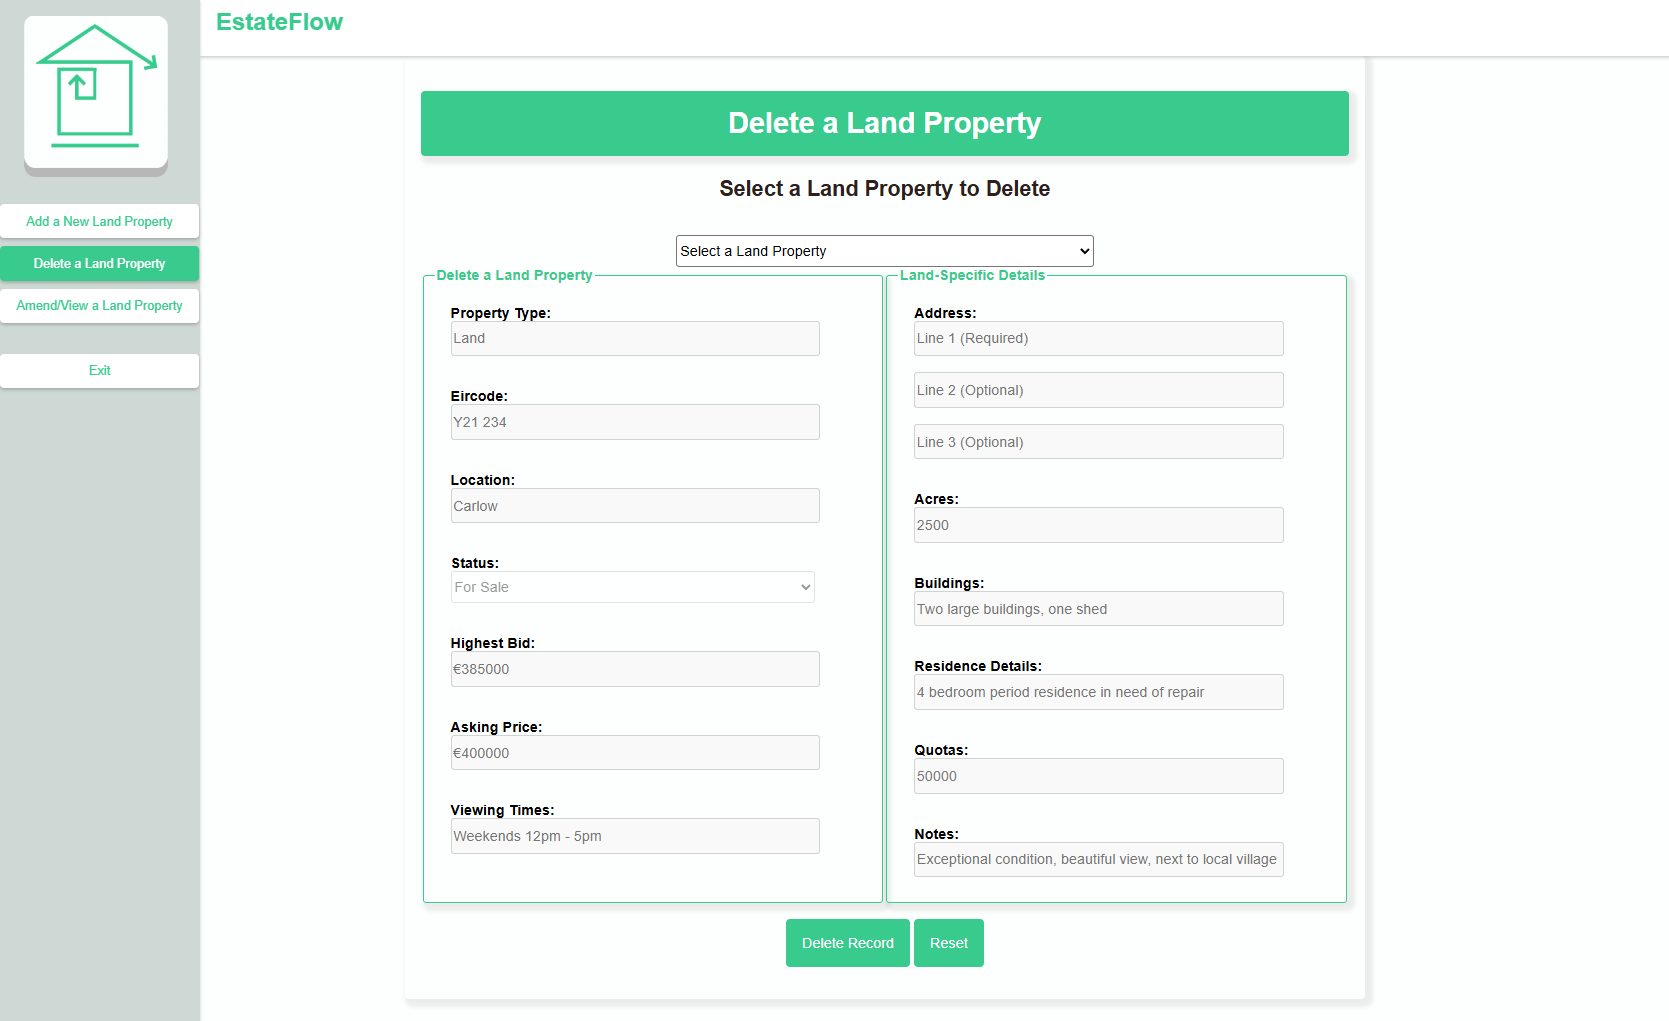 EstateFlow
Add a New Land Property
Delete a Land Property
Amend/View a Land Property
Exit
Delete a Land Property
Select a Land Property to Delete
Select a Land Property
Delete a Land Property
Property Type:
Land
Eircode:
Y21 234
Location:
Carlow
Status:
For Sale
Highest Bid:
€385000
Asking Price:
€400000
Viewing Times:
Weekends 12pm - 5pm
Land-Specific Details
Address:
Line 1 (Required)
Line 2 (Optional)
Line 3 (Optional)
Acres:
2500
Buildings:
Two large buildings, one shed
Residence Details:
4 bedroom period residence in need of repair
Quotas:
50000
Notes:
Exceptional condition, beautiful view, next to local village
Delete Record
Reset